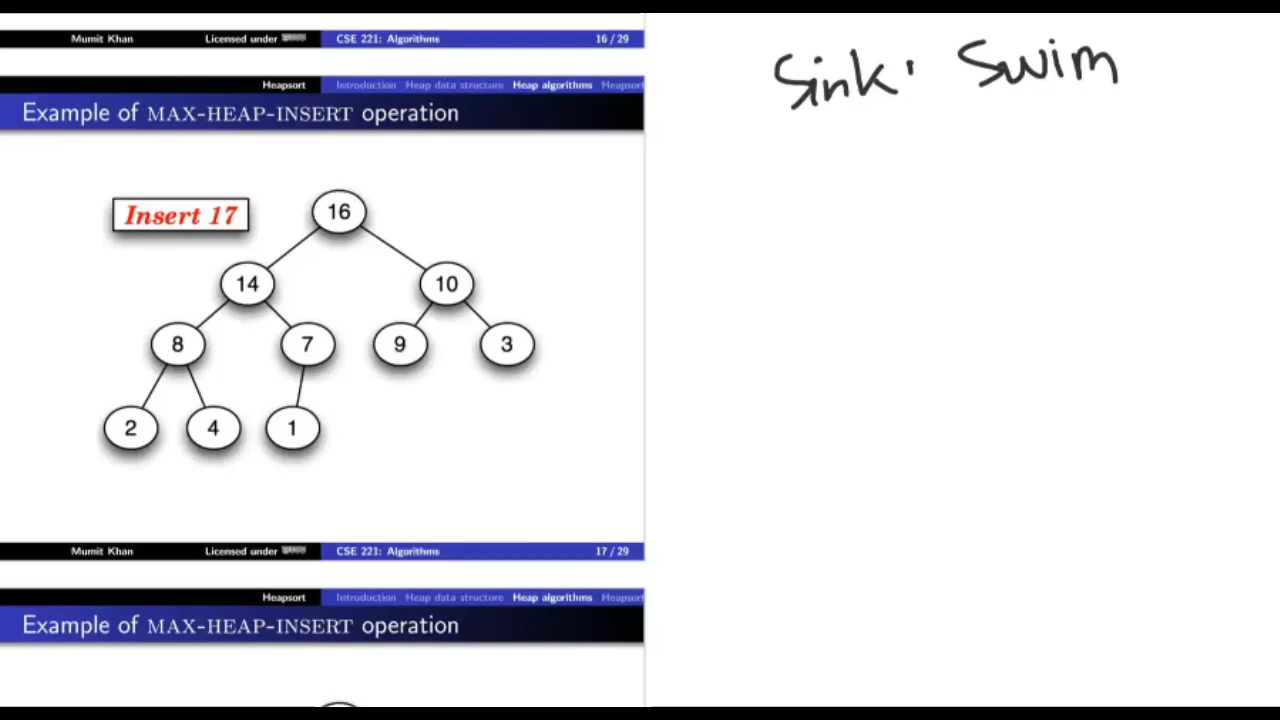 Mumit Khan Licensed under CSE 221: Algorithms 16 / 29
Heapsort Introduction Heap data structure Heap algorithms Heapsort
Example of MAX-HEAP-INSERT operation
Insert 17
16
14 10
8 7 9 3
2 4 1
Mumit Khan Licensed under CSE 221: Algorithms 17 / 29
Heapsort Introduction Heap data structure Heap algorithms Heapsort
Example of MAX-HEAP-INSERT operation
Sink' Swim